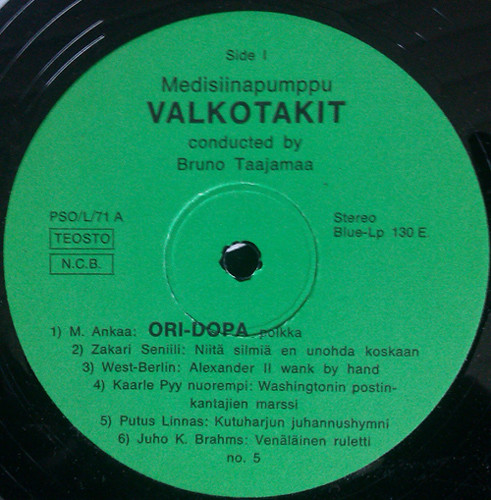 Side I
Medisiinapumppu
VALKOTAKIT
conducted by
Bruno Taajamaa
PSO/L/71 A
TEOSTO
N.C.B.
Stereo
Blue-Lp 130 E
1) M. Ankaa: ORI-DOPA polkka
2) Zakari Seniili: Niitä silmiä en unohda koskaan
3) West-Berlin: Alexander II wank by hand
4) Kaarle Pyy nuorempi: Washingtonin postin-
kantajien marssi
5) Putus Linnas: Kutuharjun juhannushymni
6) Juho K. Brahms: Venäläinen ruletti
no. 5